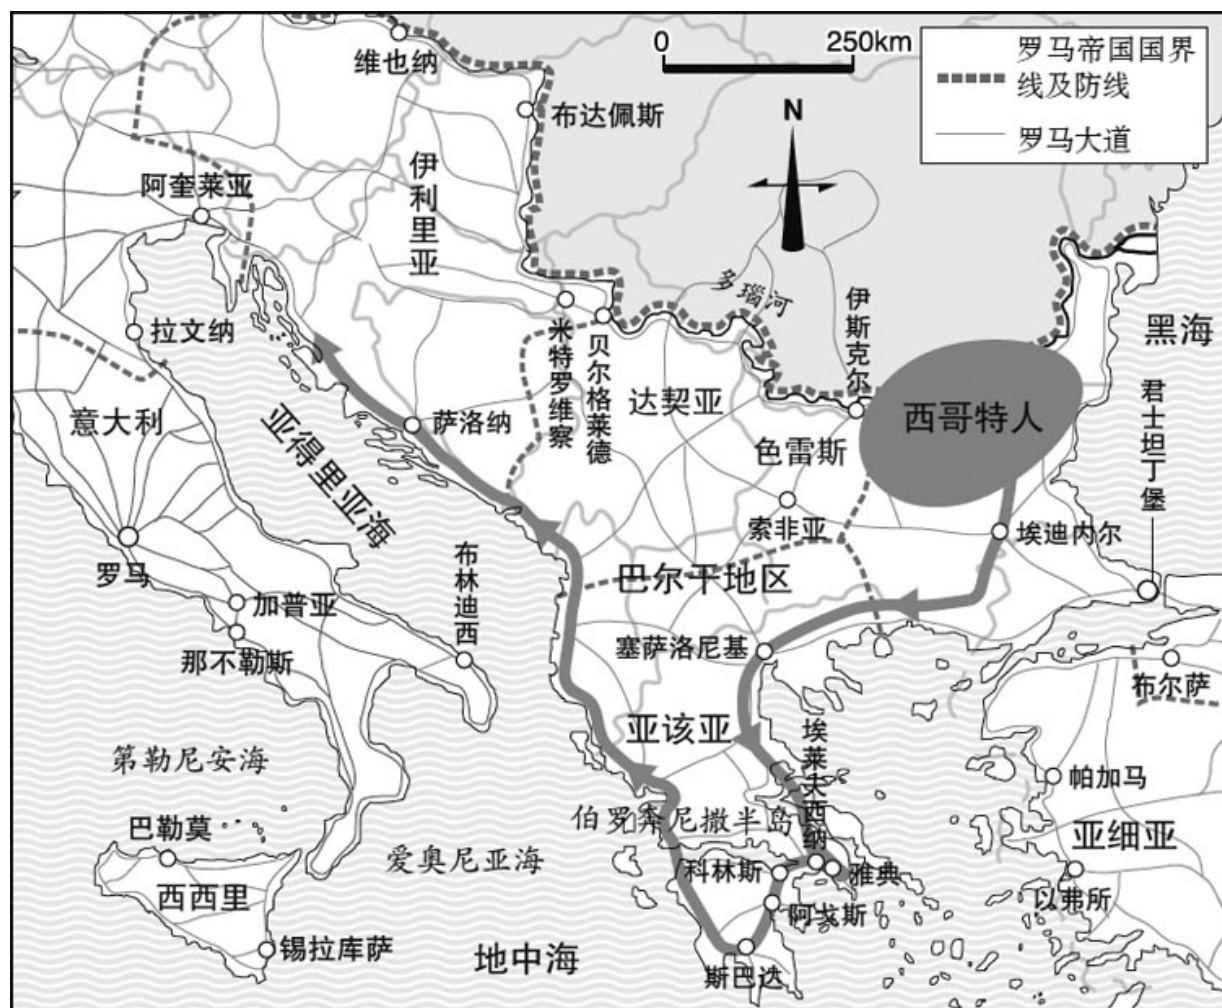 0
250km
罗马帝国国界
线及防线
罗马大道
N
维也纳
布达佩斯
伊利里亚
阿奎莱亚
多瑙河
伊斯克尔
黑海
拉文纳
米特罗维察
贝尔格莱德
达契亚
西哥特人
君士坦丁堡
意大利
萨洛纳
亚得里亚海
色雷斯
索非亚
埃迪内尔
罗马
布林迪西
巴尔干地区
加普亚
那不勒斯
塞萨洛尼基
布尔萨
第勒尼安海
亚该亚
埃莱夫西纳
帕加马
巴勒莫
伯罗奔尼撒半岛
亚细亚
爱奥尼亚海
科林斯
雅典
西西里
阿戈斯
以弗所
锡拉库萨
地中海
斯巴达